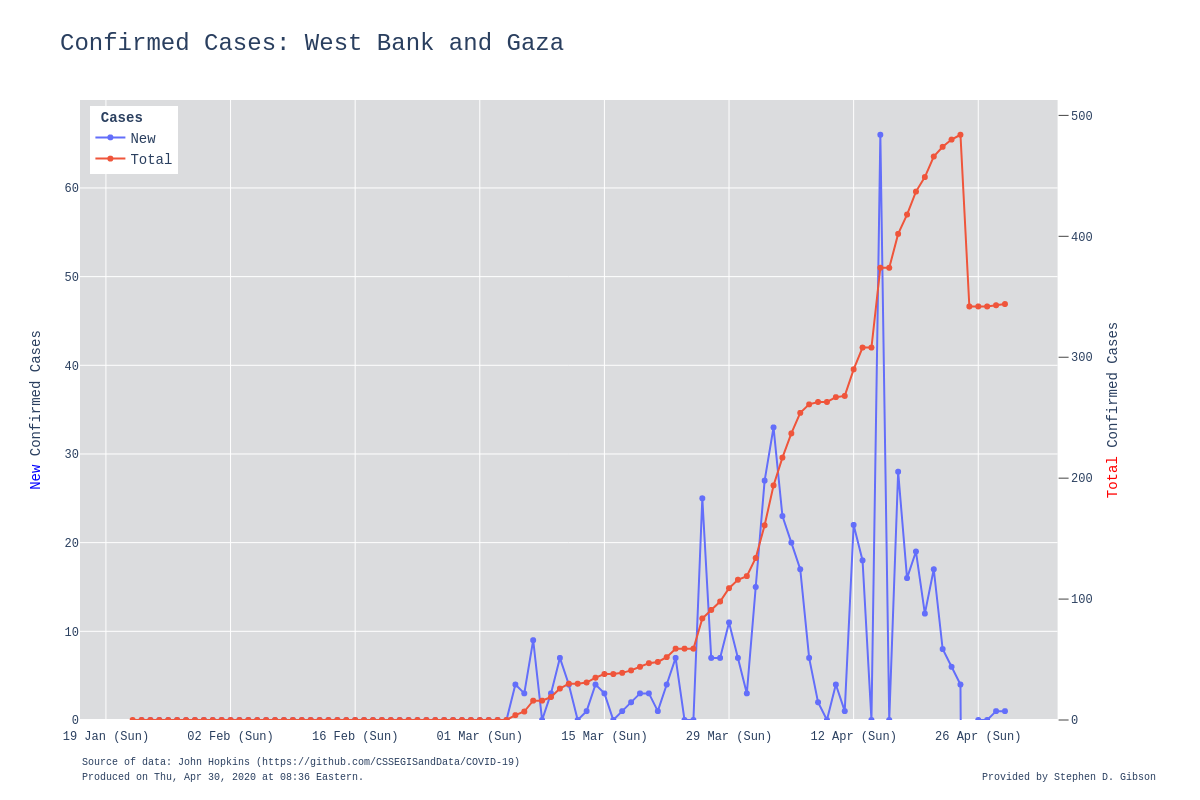 Confirmed Cases: West Bank and Gaza
Cases
New
Total
60
50
40
30
20
10
0
New Confirmed Cases
500
400
300
200
100
0
Total Confirmed Cases
19 Jan (Sun)
02 Feb (Sun)
16 Feb (Sun)
01 Mar (Sun)
15 Mar (Sun)
29 Mar (Sun)
12 Apr (Sun)
26 Apr (Sun)
Source of data: John Hopkins (https://github.com/CSSEGISandData/COVID-19)
Produced on Thu, Apr 30, 2020 at 08:36 Eastern.
Provided by Stephen D. Gibson